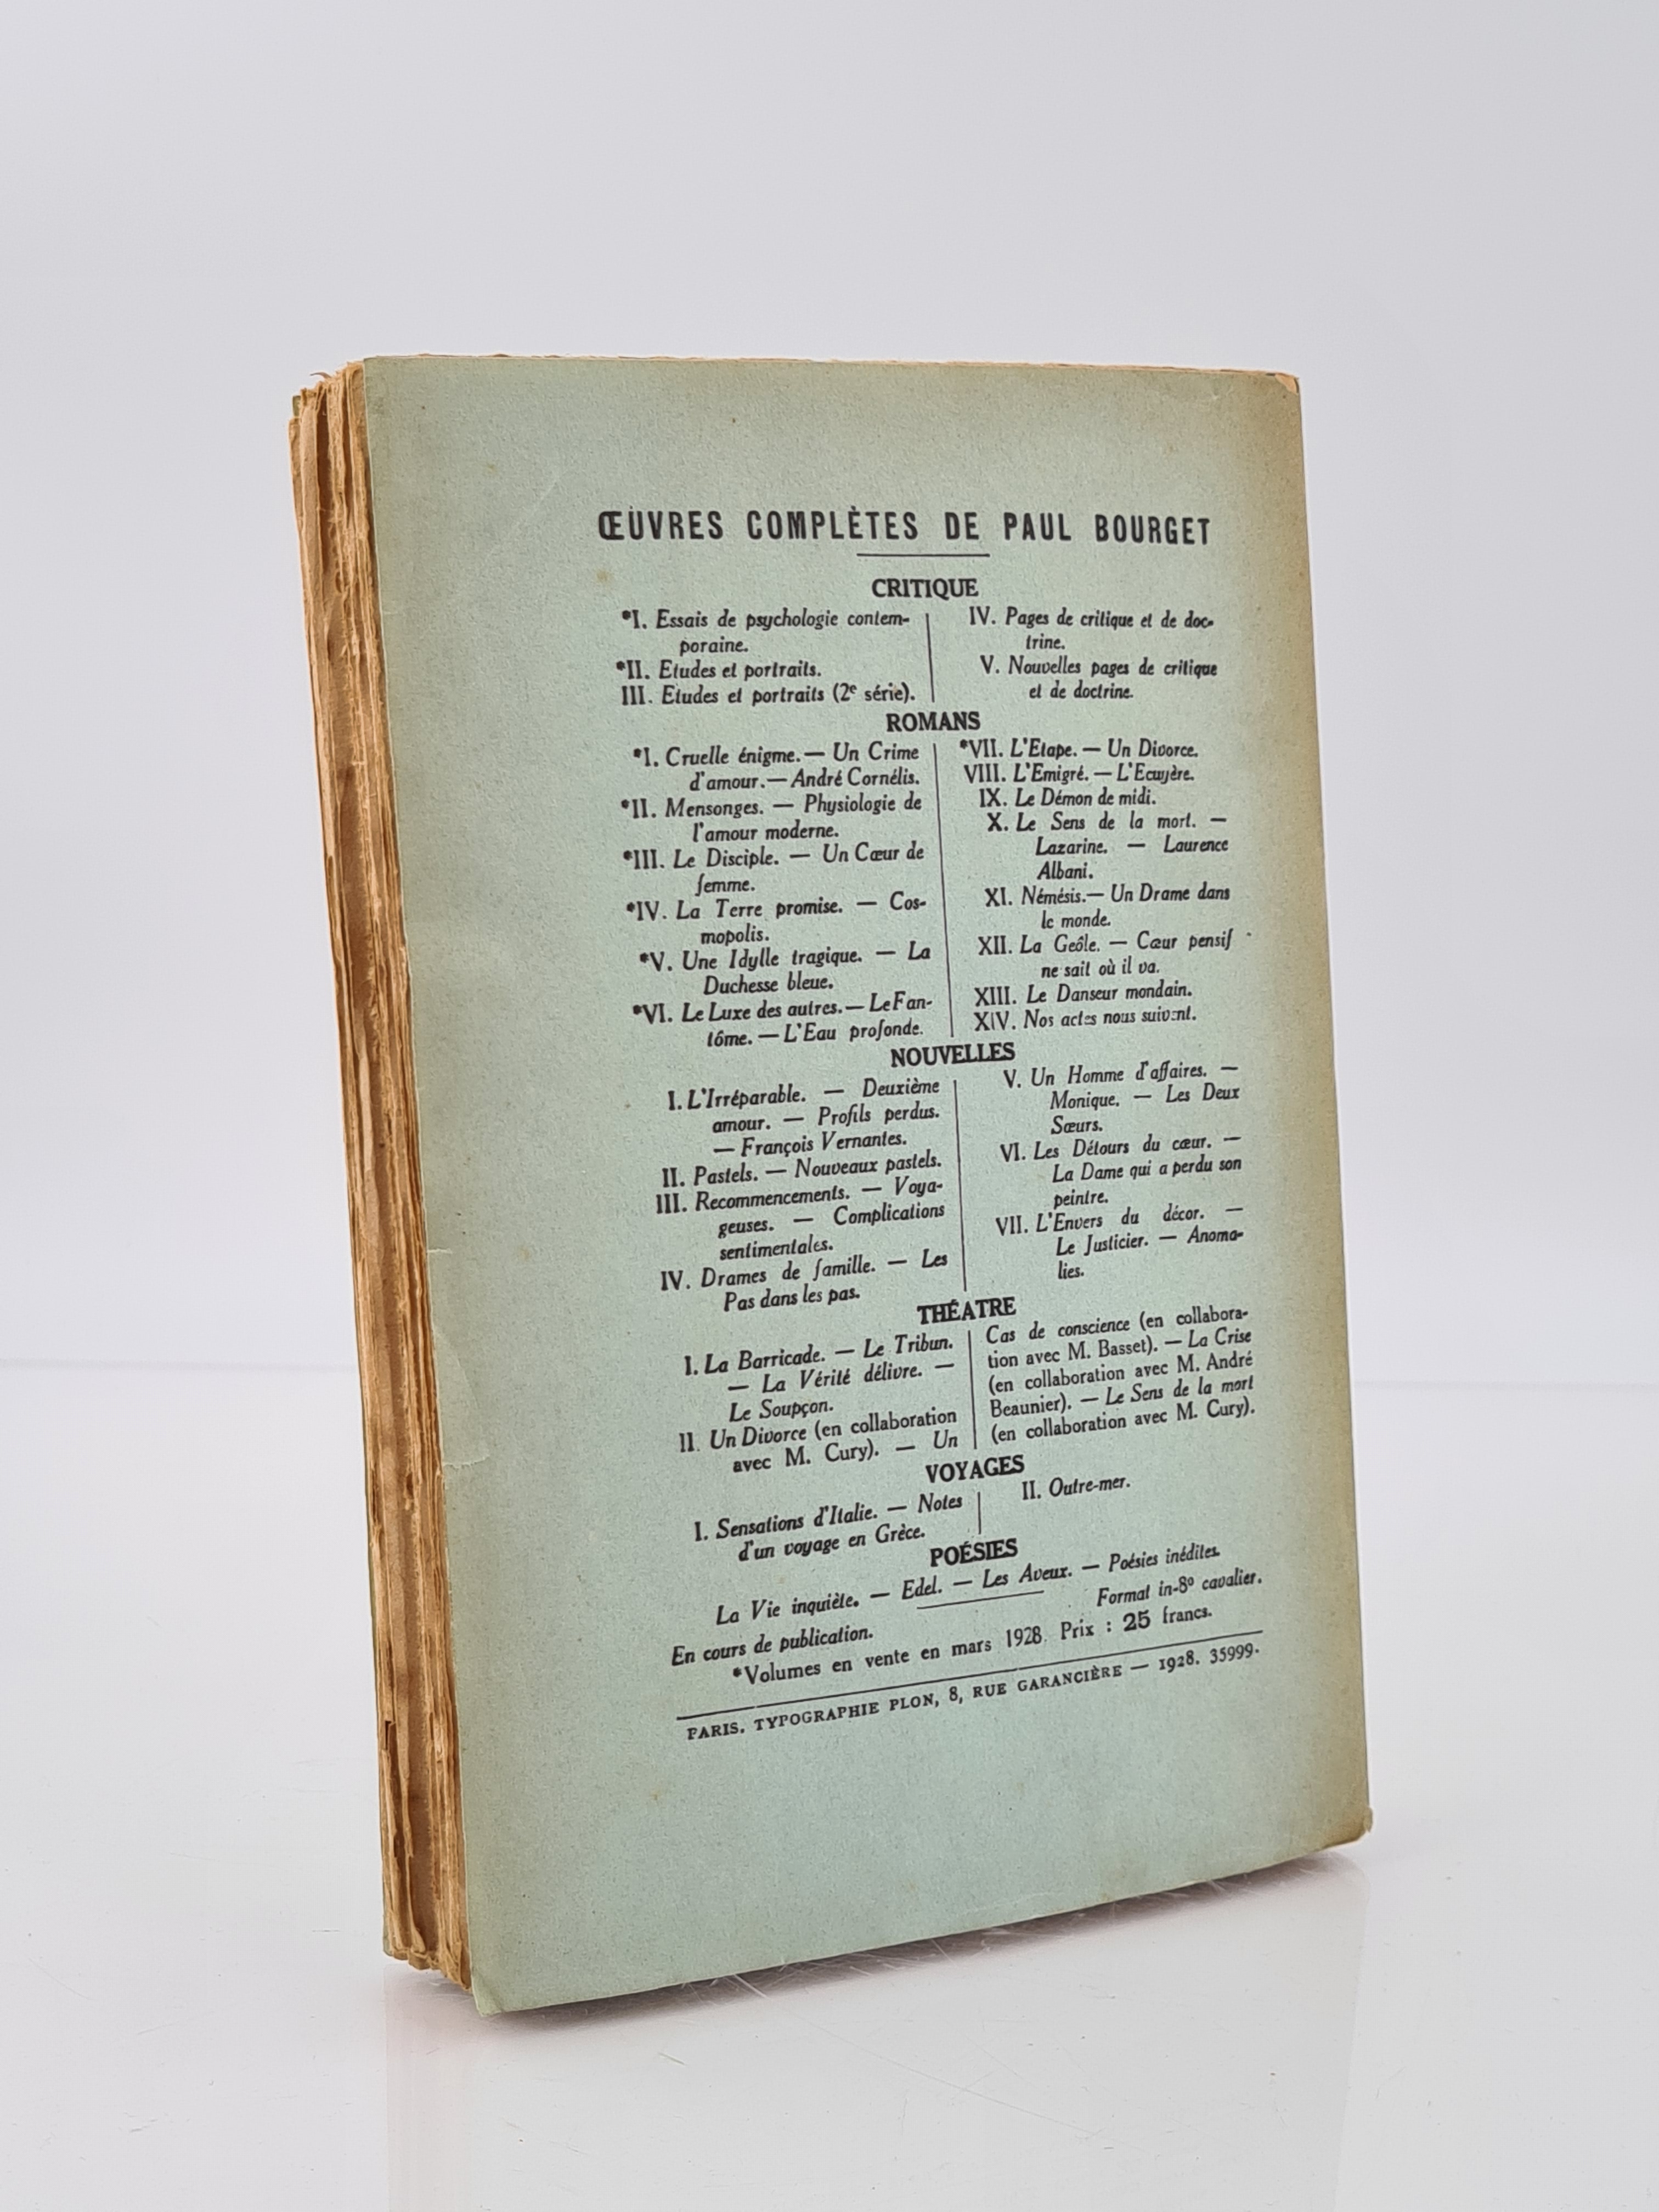 ŒUVRES COMPLÈTES DE PAUL BOURGET
CRITIQUE
*I. Essais de psychologie contem-
poraine.
*II. Etudes et portraits.
III. Etudes et portraits (2e série).
IV. Pages de critique et de doc-
trine.
V. Nouvelles pages de critique
et de doctrine.
ROMANS
*I. Cruelle énigme. — Un Crime
d'amour. — André Cornélis.
*II. Mensonges. — Physiologie de
l'amour moderne.
*III. Le Disciple. — Un Cœur de
femme.
*IV. La Terre promise. — Cos-
mopolis.
*V. Une Idylle tragique. — La
Duchesse bleue.
*VI. Le Luxe des autres. — Le Fan-
tôme. — L'Eau profonde.
*VII. L'Etape. — Un Divorce.
VIII. L'Emigré. — L'Ecuyère.
IX. Le Démon de midi.
X. Le Sens de la mort. —
Lazarine. — Laurence
Albani.
XI. Némésis. — Un Drame dans
le monde.
XII. La Geôle. — Cœur pensif
ne sait où il va.
XIII. Le Danseur mondain.
XIV. Nos actes nous suivent.
NOUVELLES
I. L'Irréparable. — Deuxième
amour. — Profils perdus.
— François Vernantes.
II. Pastels. — Nouveaux pastels.
III. Recommencements. — Voya-
geuses. — Complications
sentimentales.
IV. Drames de famille. — Les
Pas dans les pas.
V. Un Homme d'affaires. —
Monique. — Les Deux
Sœurs.
VI. Les Détours du cœur. —
La Dame qui a perdu son
peintre.
VII. L'Envers du décor. —
Le Justicier. — Anoma-
lies.
THÉATRE
I. La Barricade. — Le Tribun.
— La Vérité délivre. —
Le Soupçon.
II. Un Divorce (en collaboration
avec M. Cury). — Un
Cas de conscience (en collabora-
tion avec M. Basset). — La Crise
(en collaboration avec M. André
Beaunier). — Le Sens de la mort
(en collaboration avec M. Cury).
VOYAGES
I. Sensations d'Italie. — Notes
d'un voyage en Grèce.
II. Outre-mer.
POÉSIES
La Vie inquiète. — Edel. — Les Aveux. — Poésies inédites.
En cours de publication. Format in-8º cavalier.
*Volumes en vente en mars 1928. Prix : 25 francs.
PARIS. TYPOGRAPHIE PLON, 8, RUE GARANCIÈRE — 1928. 35999.